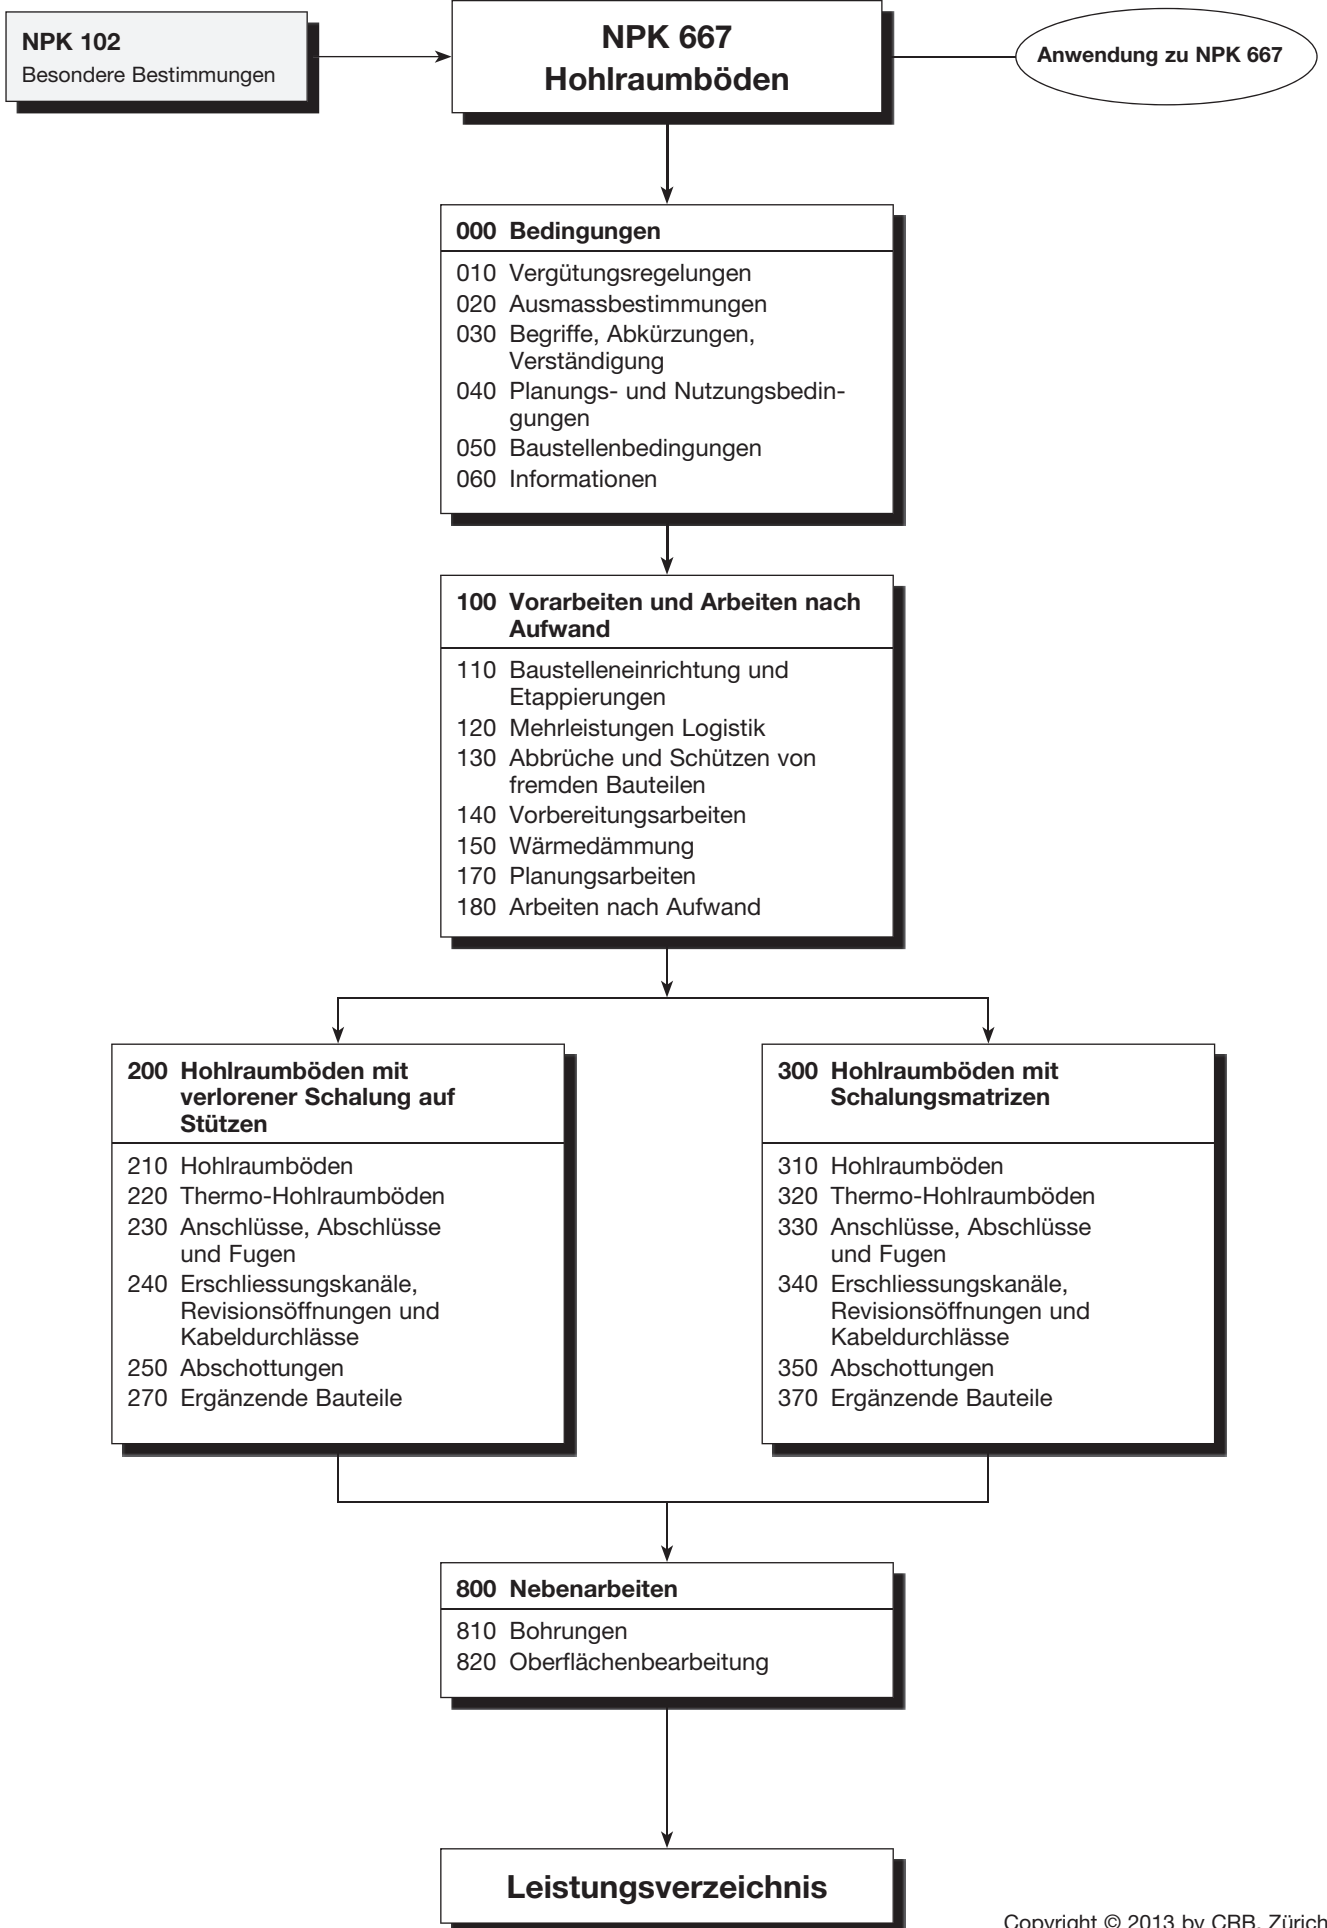 NPK 102
Besondere Bestimmungen
NPK 667
Hohlraumböden
Anwendung zu NPK 667
000 Bedingungen
010 Vergütungsregelungen
020 Ausmassbestimmungen
030 Begriffe, Abkürzungen,
Verständigung
040 Planungs- und Nutzungsbedin-
gungen
050 Baustellenbedingungen
060 Informationen
100 Vorarbeiten und Arbeiten nach
Aufwand
110 Baustelleneinrichtung und
Etappierungen
120 Mehrleistungen Logistik
130 Abbrüche und Schützen von
fremden Bauteilen
140 Vorbereitungsarbeiten
150 Wärmedämmung
170 Planungsarbeiten
180 Arbeiten nach Aufwand
200 Hohlraumböden mit
verlorener Schalung auf
Stützen
210 Hohlraumböden
220 Thermo-Hohlraumböden
230 Anschlüsse, Abschlüsse
und Fugen
240 Erschliessungskanäle,
Revisionsöffnungen und
Kabeldurchlässe
250 Abschottungen
270 Ergänzende Bauteile
300 Hohlraumböden mit
Schalungsmatrizen
310 Hohlraumböden
320 Thermo-Hohlraumböden
330 Anschlüsse, Abschlüsse
und Fugen
340 Erschliessungskanäle,
Revisionsöffnungen und
Kabeldurchlässe
350 Abschottungen
370 Ergänzende Bauteile
800 Nebenarbeiten
810 Bohrungen
820 Oberflächenbearbeitung
Leistungsverzeichnis
Copyright © 2013 by CRB, Zürich